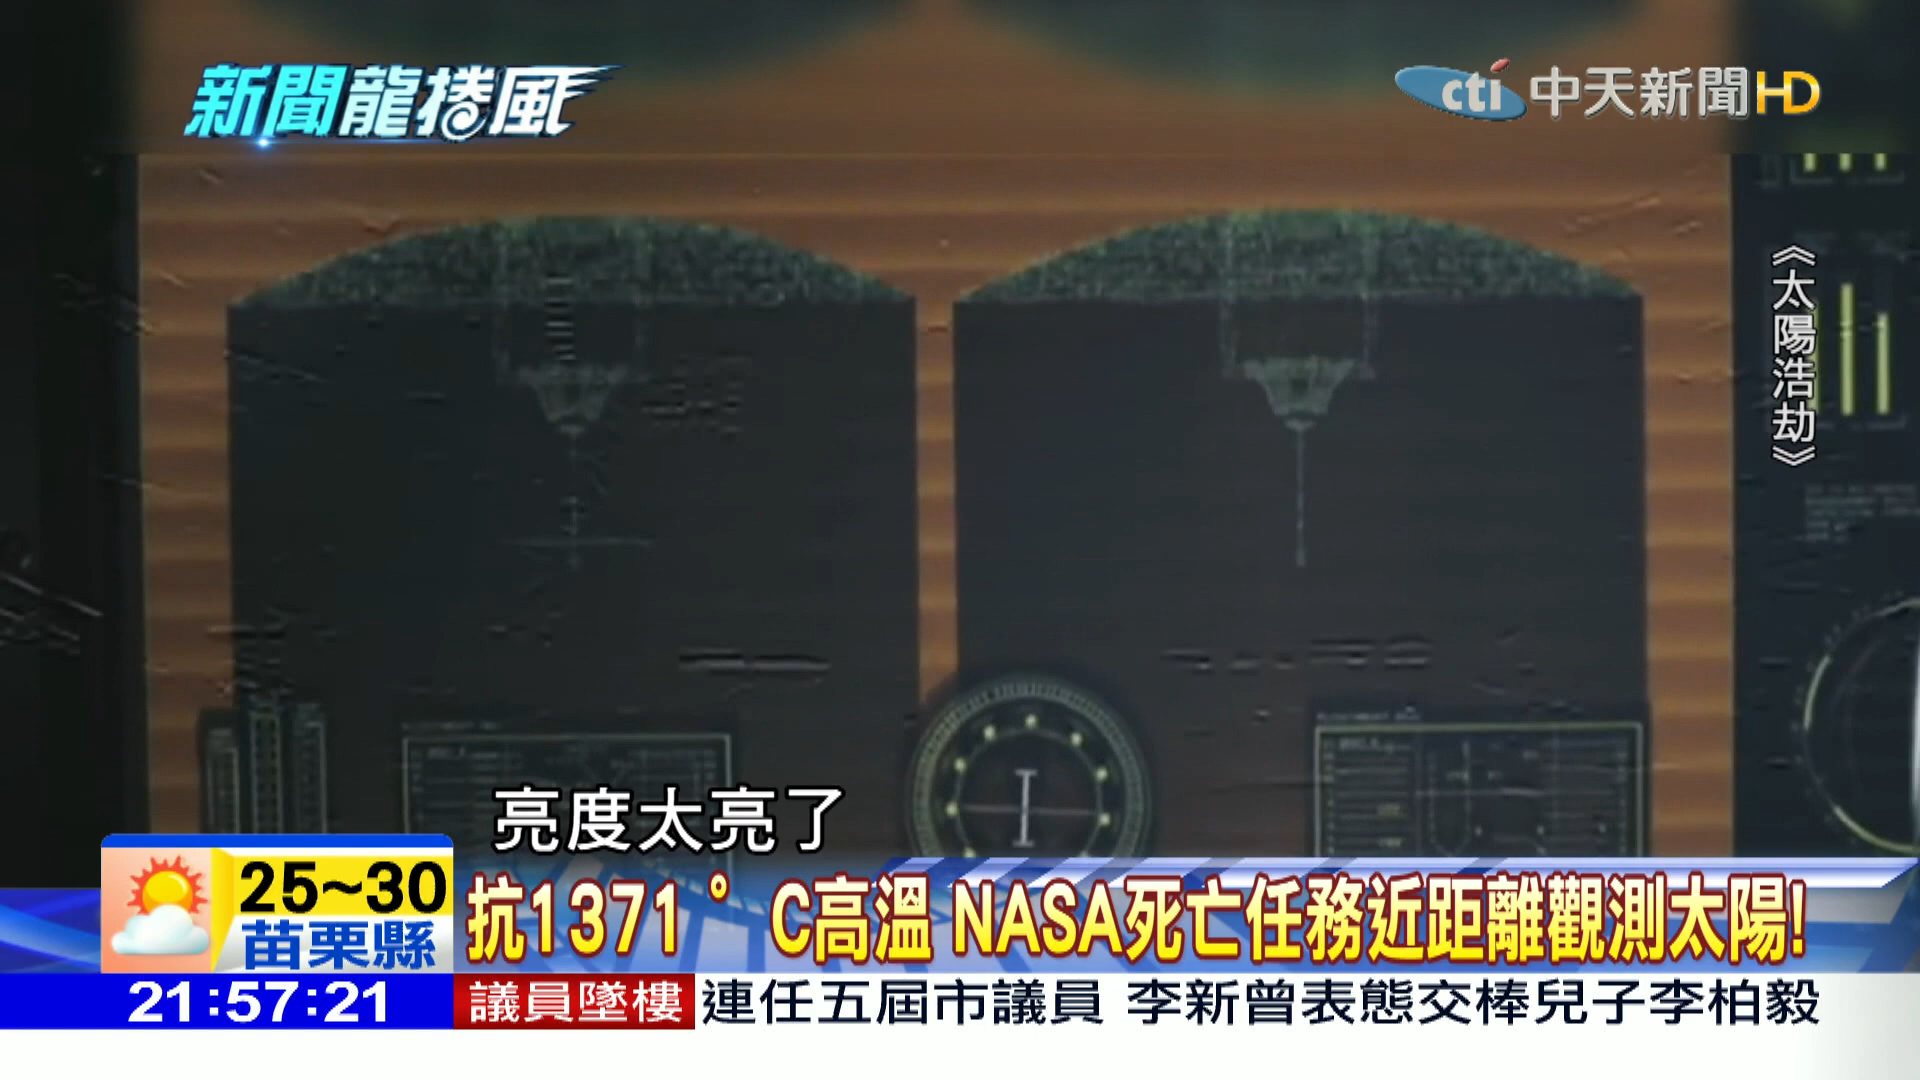 新聞龍捲風
cti 中天新聞HD
《太陽浩劫》
亮度太亮了
25~30
苗栗縣
抗1371°C高溫 NASA死亡任務近距離觀測太陽!
21:57:21
議員墜樓 連任五屆市議員 李新曾表態交棒兒子李柏毅